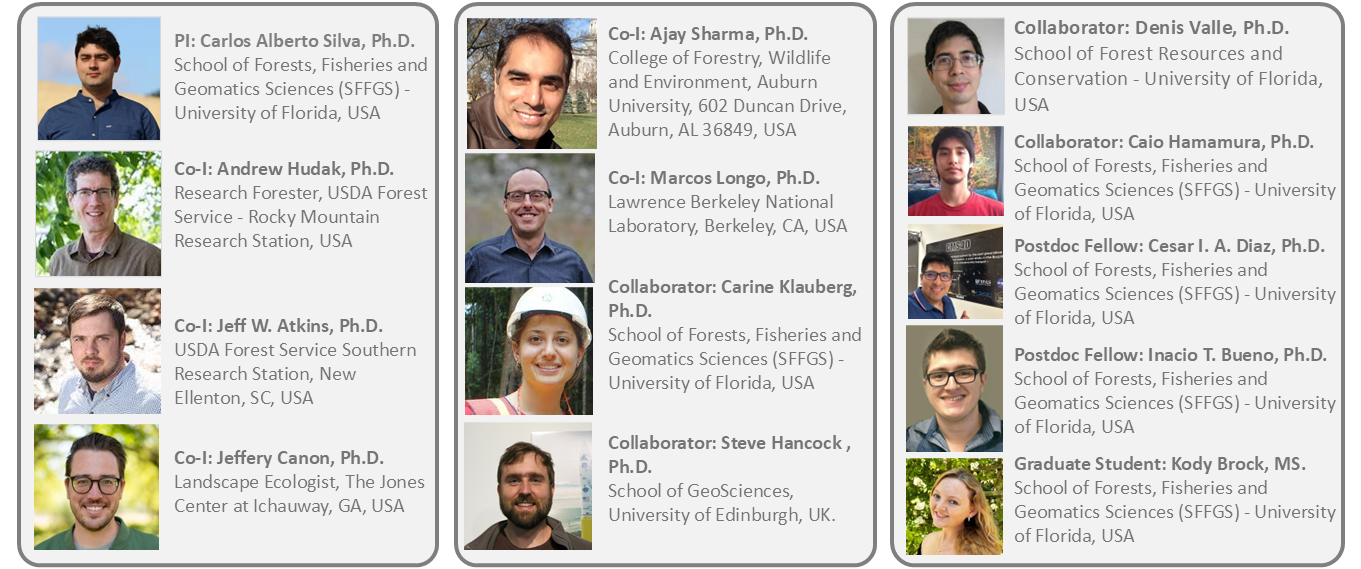 PI: Carlos Alberto Silva, Ph.D.
School of Forests, Fisheries and
Geomatics Sciences (SFFGS) -
University of Florida, USA
Co-I: Andrew Hudak, Ph.D.
Research Forester, USDA Forest
Service - Rocky Mountain
Research Station, USA
Co-I: Jeff W. Atkins, Ph.D.
USDA Forest Service Southern
Research Station, New
Ellenton, SC, USA
Co-I: Jeffery Canon, Ph.D.
Landscape Ecologist, The Jones
Center at Ichauway, GA, USA
Co-I: Ajay Sharma, Ph.D.
College of Forestry, Wildlife
and Environment, Auburn
University, 602 Duncan Drive,
Auburn, AL 36849, USA
Co-I: Marcos Longo, Ph.D.
Lawrence Berkeley National
Laboratory, Berkeley, CA, USA
Collaborator: Carine Klauberg,
Ph.D.
School of Forests, Fisheries and
Geomatics Sciences (SFFGS) -
University of Florida, USA
Collaborator: Steve Hancock ,
Ph.D.
School of GeoSciences,
University of Edinburgh, UK.
Collaborator: Denis Valle, Ph.D.
School of Forest Resources and
Conservation - University of Florida,
USA
Collaborator: Caio Hamamura, Ph.D.
School of Forests, Fisheries and
Geomatics Sciences (SFFGS) - University
of Florida, USA
CMS4D
Postdoc Fellow: Cesar I. A. Diaz, Ph.D.
School of Forests, Fisheries and
Geomatics Sciences (SFFGS) - University
of Florida, USA
Postdoc Fellow: Inacio T. Bueno, Ph.D.
School of Forests, Fisheries and
Geomatics Sciences (SFFGS) - University
of Florida, USA
Graduate Student: Kody Brock, MS.
School of Forests, Fisheries and
Geomatics Sciences (SFFGS) - University
of Florida, USA